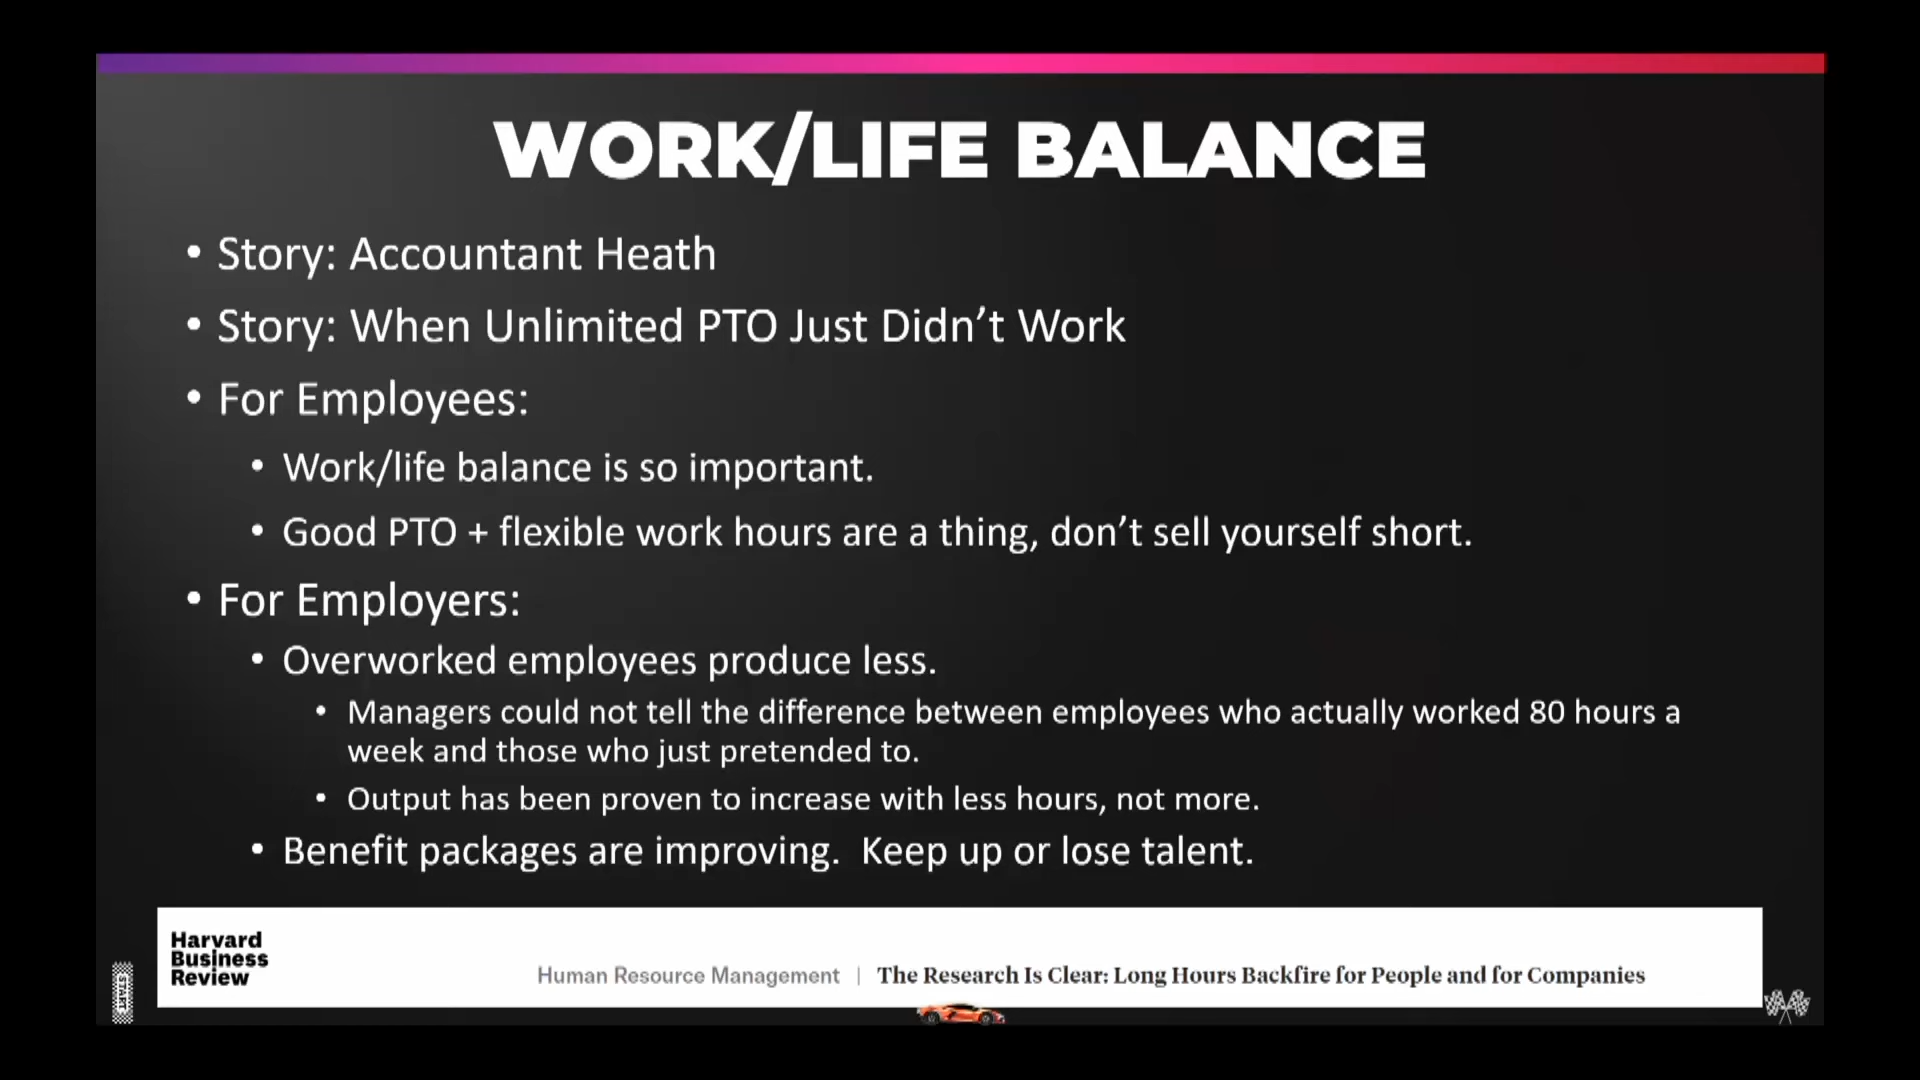 WORK/LIFE BALANCE
• Story: Accountant Heath
• Story: When Unlimited PTO Just Didn’t Work
• For Employees:
• Work/life balance is so important.
• Good PTO + flexible work hours are a thing, don’t sell yourself short.
• For Employers:
• Overworked employees produce less.
• Managers could not tell the difference between employees who actually worked 80 hours a
week and those who just pretended to.
• Output has been proven to increase with less hours, not more.
• Benefit packages are improving.  Keep up or lose talent.
Harvard
Business
Review
Human Resource Management | The Research Is Clear: Long Hours Backfire for People and for Companies
START